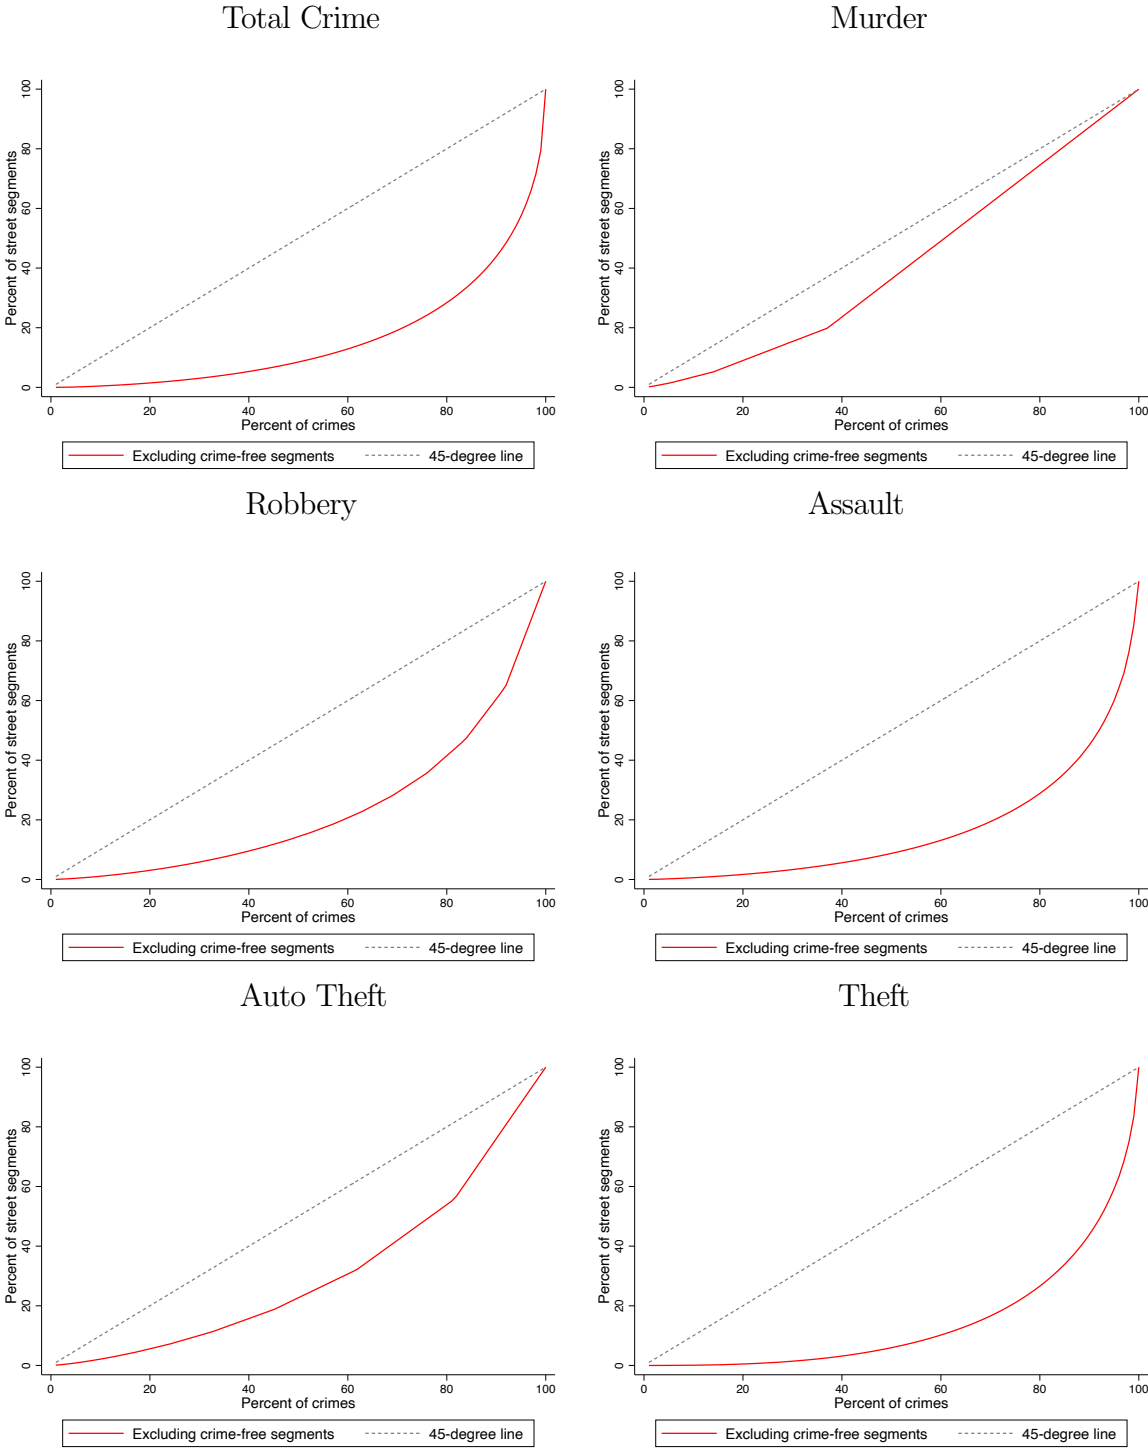 Total Crime
Percent of street segments
100
80
60
40
20
0
0 20 40 60 80 100
Percent of crimes
Excluding crime-free segments 45-degree line
Murder
Percent of street segments
100
80
60
40
20
0
0 20 40 60 80 100
Percent of crimes
Excluding crime-free segments 45-degree line
Robbery
Percent of street segments
100
80
60
40
20
0
0 20 40 60 80 100
Percent of crimes
Excluding crime-free segments 45-degree line
Assault
Percent of street segments
100
80
60
40
20
0
0 20 40 60 80 100
Percent of crimes
Excluding crime-free segments 45-degree line
Auto Theft
Percent of street segments
100
80
60
40
20
0
0 20 40 60 80 100
Percent of crimes
Excluding crime-free segments 45-degree line
Theft
Percent of street segments
100
80
60
40
20
0
0 20 40 60 80 100
Percent of crimes
Excluding crime-free segments 45-degree line